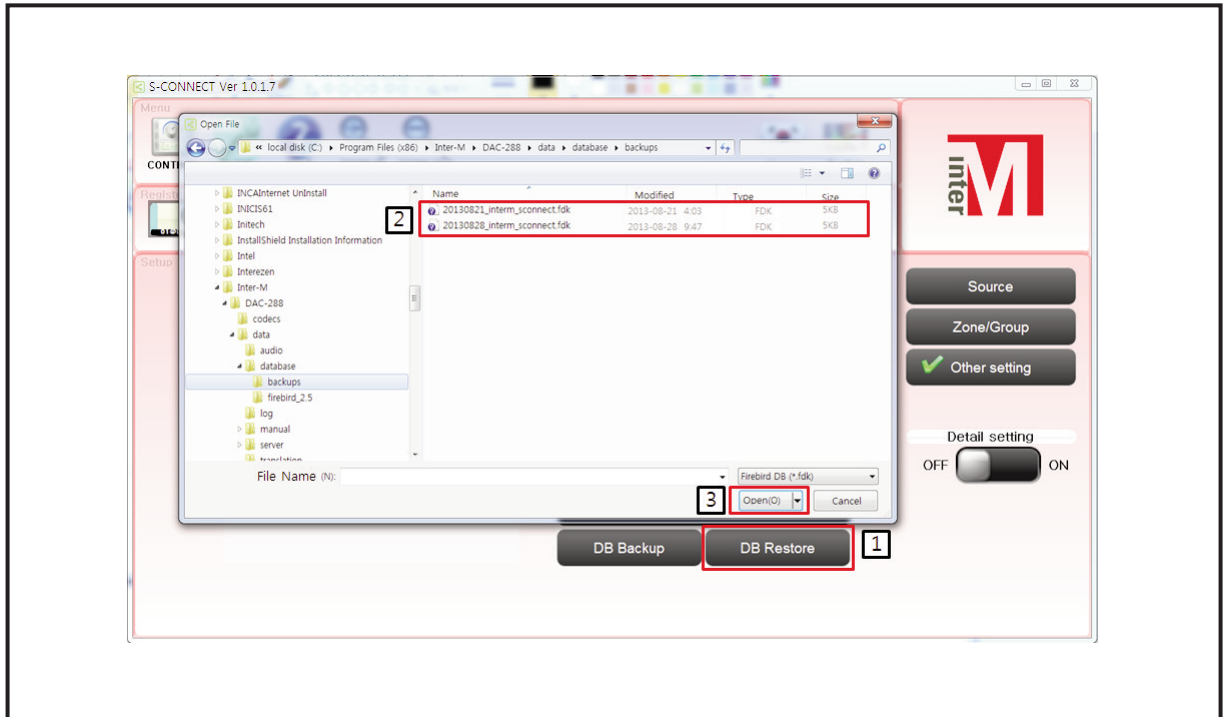 S-CONNECT Ver 1.0.1.7
Menu
Open File
« local disk (C:) ▸ Program Files (x86) ▸ Inter-M ▸ DAC-288 ▸ data ▸ database ▸ backups
CONT
Registe
Setup
INCAInternet UnInstall
INICIS61
Initech
InstallShield Installation Information
Intel
Interezen
Inter-M
DAC-288
codecs
data
audio
database
backups
firebird_2.5
log
manual
server
translation
Name Modified Type Size
2
20130821_interm_sconnect.fdk 2013-08-21 4:03 FDK 5KB
20130828_interm_sconnect.fdk 2013-08-28 9:47 FDK 5KB
File Name (N):
Firebird DB (*.fdk)
3
Open(O)
Cancel
inter M
Source
Zone/Group
Other setting
Detail setting
OFF ON
DB Backup
DB Restore
1